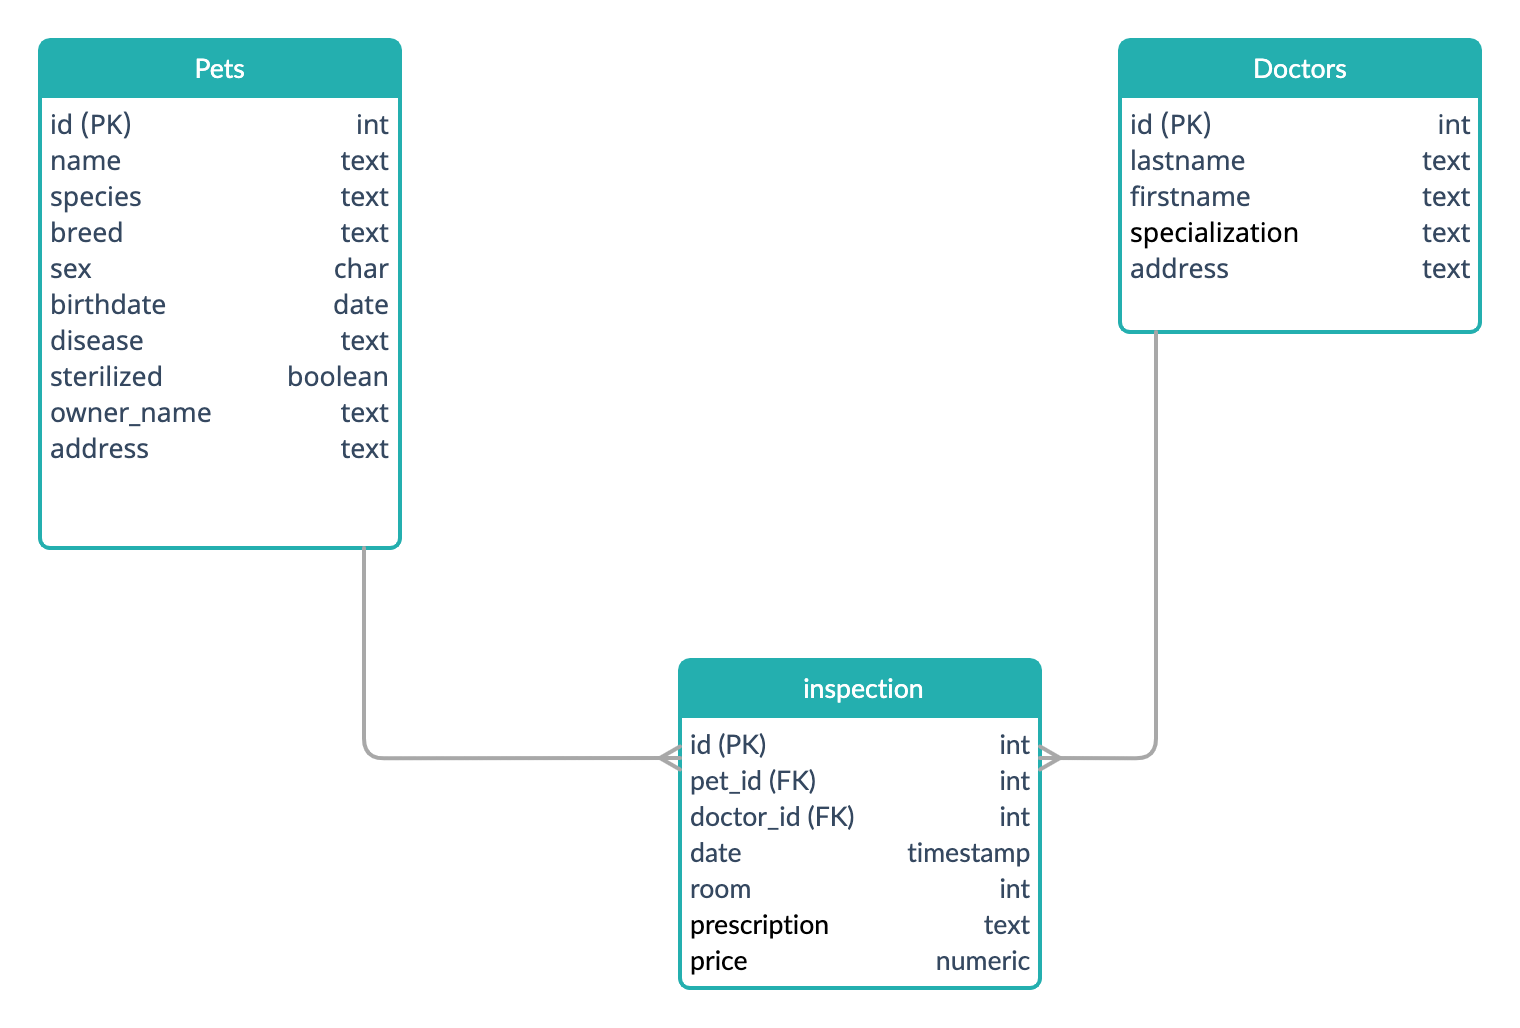 Pets
id (PK) int
name text
species text
breed text
sex char
birthdate date
disease text
sterilized boolean
owner_name text
address text
Doctors
id (PK) int
lastname text
firstname text
specialization text
address text
inspection
id (PK) int
pet_id (FK) int
doctor_id (FK) int
date timestamp
room int
prescription text
price numeric